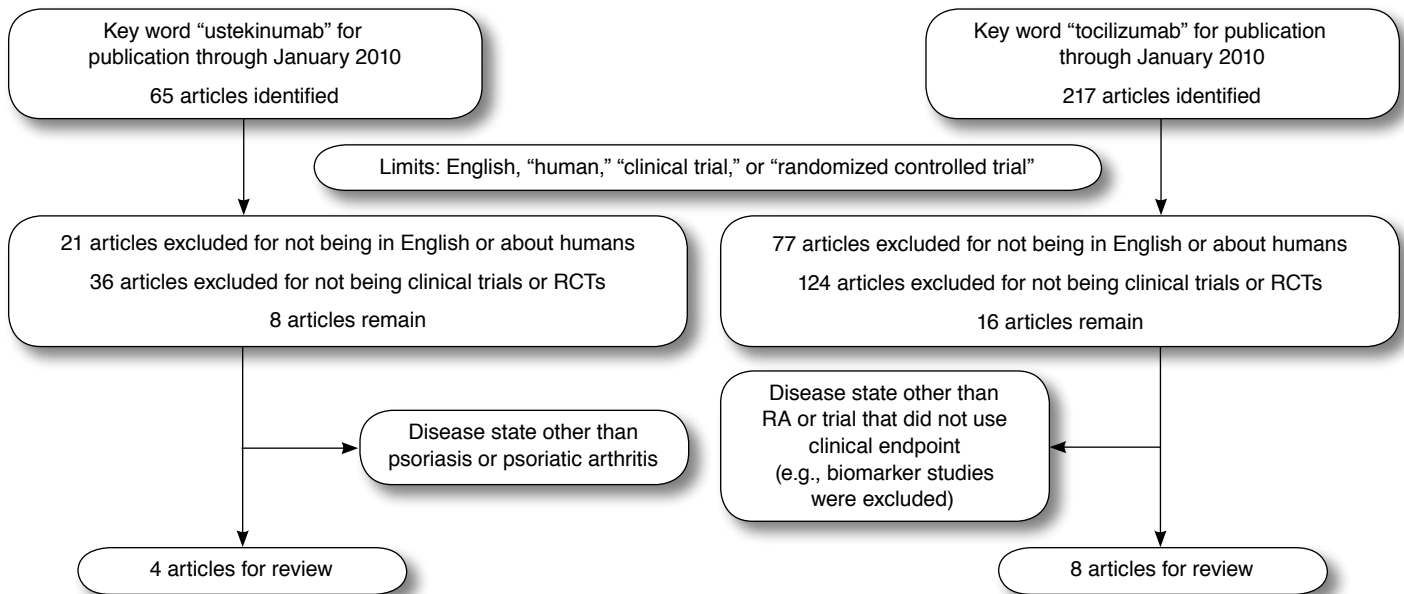 Key word “ustekinumab” for
publication through January 2010
65 articles identified
Key word “tocilizumab” for publication
through January 2010
217 articles identified
Limits: English, “human,” “clinical trial,” or “randomized controlled trial”
21 articles excluded for not being in English or about humans
36 articles excluded for not being clinical trials or RCTs
8 articles remain
77 articles excluded for not being in English or about humans
124 articles excluded for not being clinical trials or RCTs
16 articles remain
Disease state other than
psoriasis or psoriatic arthritis
Disease state other than
RA or trial that did not use
clinical endpoint
(e.g., biomarker studies
were excluded)
4 articles for review
8 articles for review